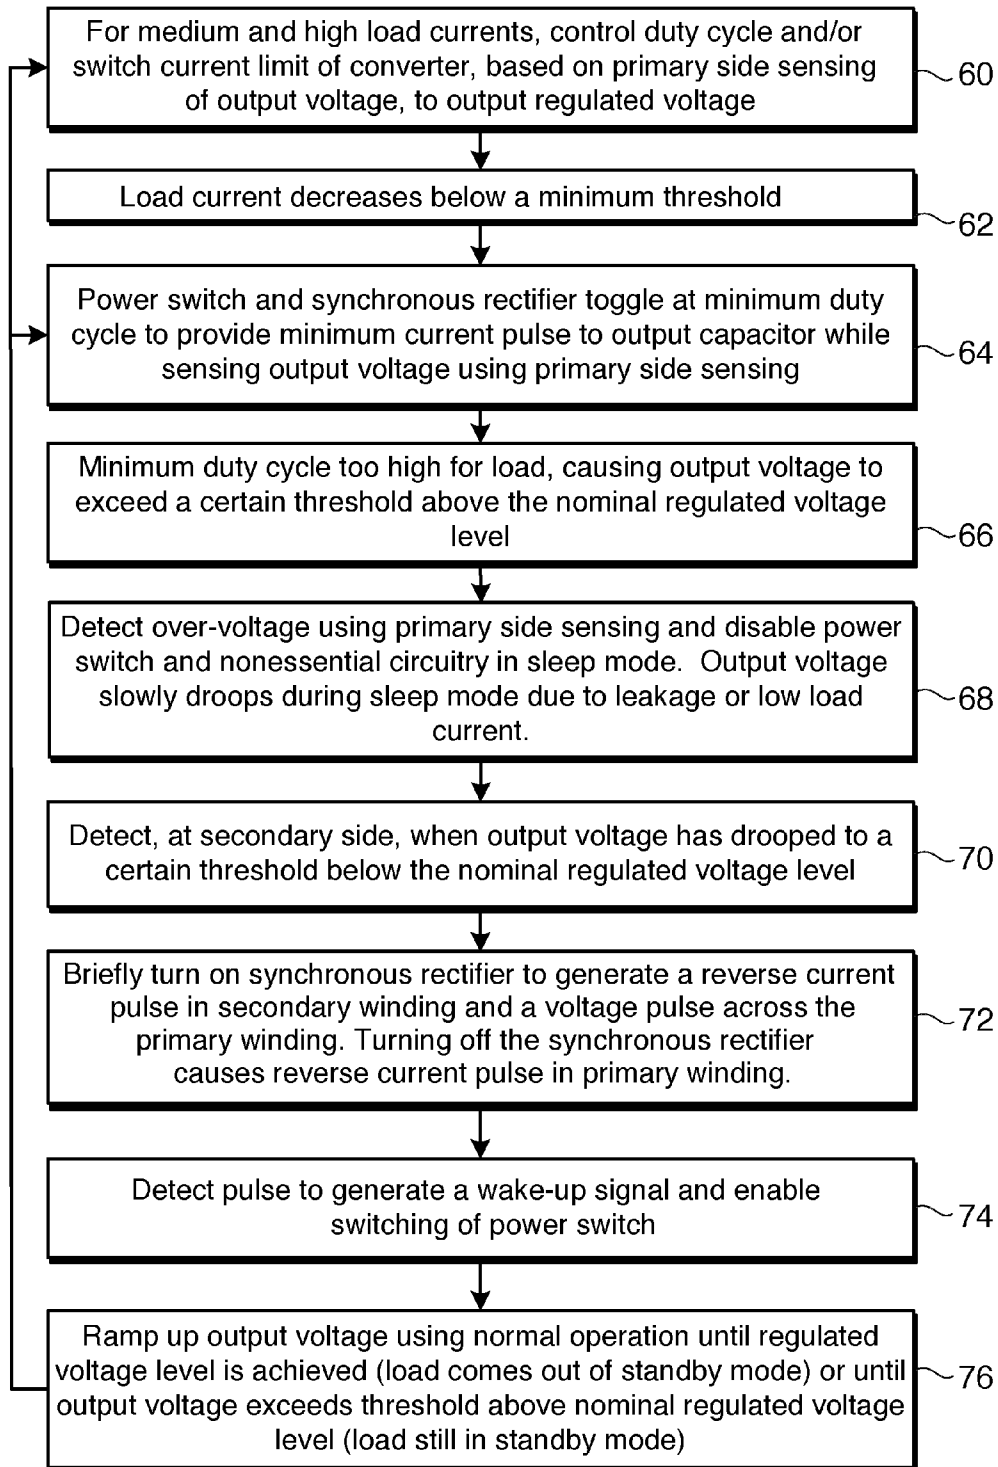 For medium and high load currents, control duty cycle and/or
switch current limit of converter, based on primary side sensing
of output voltage, to output regulated voltage
60
Load current decreases below a minimum threshold
62
Power switch and synchronous rectifier toggle at minimum duty
cycle to provide minimum current pulse to output capacitor while
sensing output voltage using primary side sensing
64
Minimum duty cycle too high for load, causing output voltage to
exceed a certain threshold above the nominal regulated voltage
level
66
Detect over-voltage using primary side sensing and disable power
switch and nonessential circuitry in sleep mode.  Output voltage
slowly droops during sleep mode due to leakage or low load
current.
68
Detect, at secondary side, when output voltage has drooped to a
certain threshold below the nominal regulated voltage level
70
Briefly turn on synchronous rectifier to generate a reverse current
pulse in secondary winding and a voltage pulse across the
primary winding. Turning off the synchronous rectifier
causes reverse current pulse in primary winding.
72
Detect pulse to generate a wake-up signal and enable
switching of power switch
74
Ramp up output voltage using normal operation until regulated
voltage level is achieved (load comes out of standby mode) or until
output voltage exceeds threshold above nominal regulated voltage
level (load still in standby mode)
76